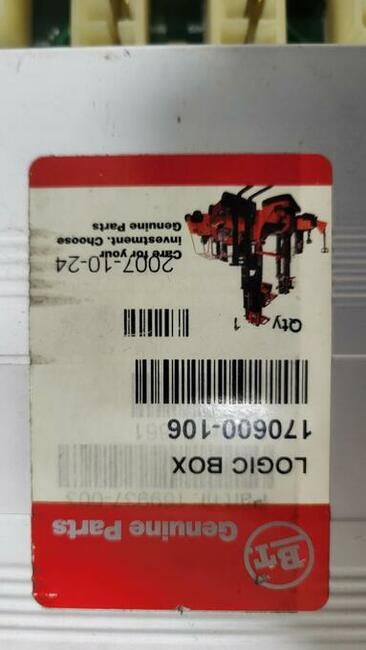 BT
Genuine Parts
LOGIC BOX
170600-106
Qty 1
2007-10-24
Care for your
investment. Choose
Genuine Parts